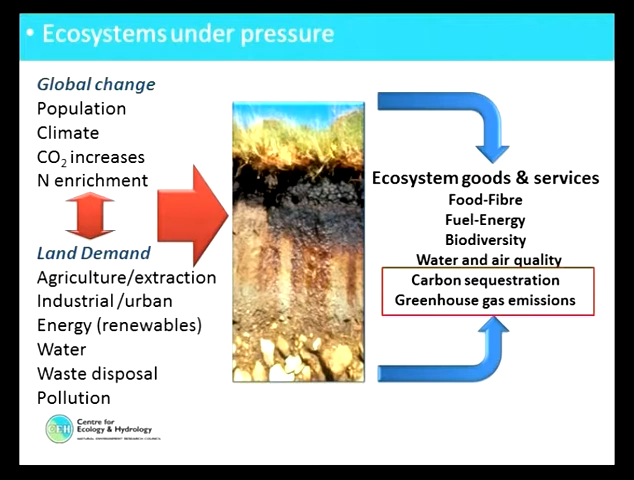 • Ecosystems under pressure
Global change
Population
Climate
CO₂ increases
N enrichment
Land Demand
Agriculture/extraction
Industrial/urban
Energy (renewables)
Water
Waste disposal
Pollution
Ecosystem goods & services
Food-Fibre
Fuel-Energy
Biodiversity
Water and air quality
Carbon sequestration
Greenhouse gas emissions
CEH
Centre for
Ecology & Hydrology
NATURAL ENVIRONMENT RESEARCH COUNCIL